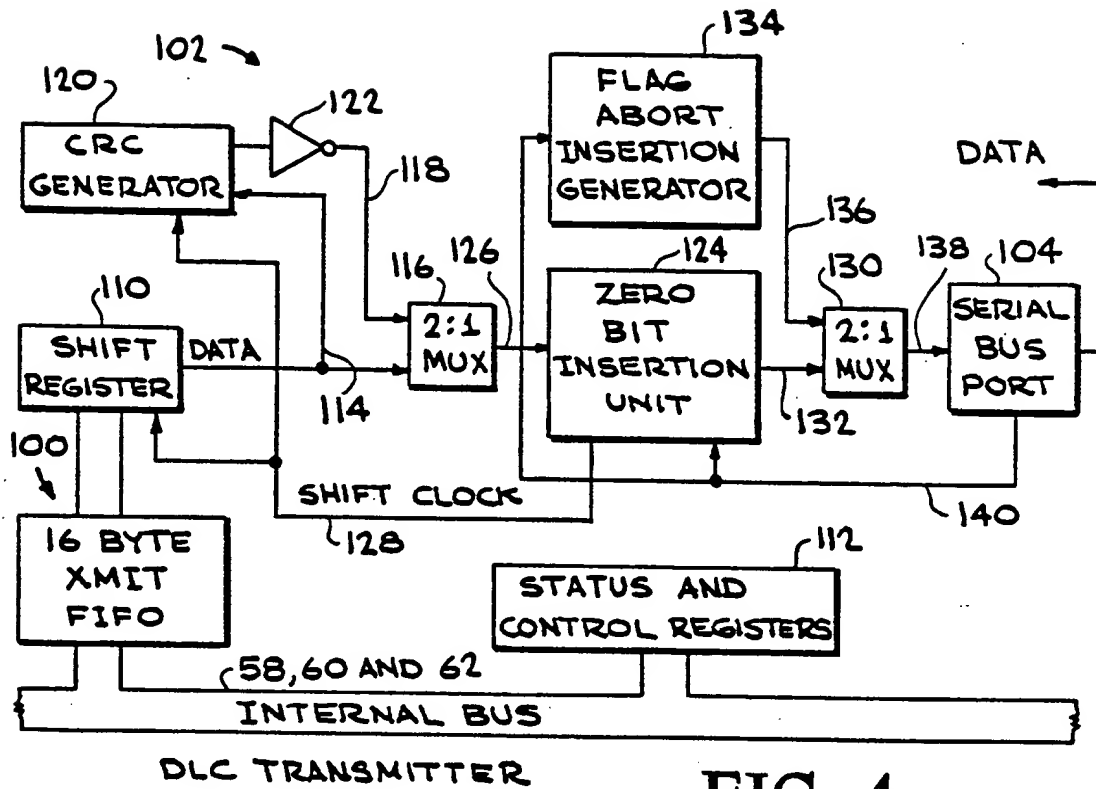 102
134
120
122
CRC
GENERATOR
118
FLAG
ABORT
INSERTION
GENERATOR
DATA
136
110
116
126
124
130
138
104
SHIFT
REGISTER
DATA
114
2:1
MUX
ZERO
BIT
INSERTION
UNIT
132
2:1
MUX
SERIAL
BUS
PORT
100
SHIFT CLOCK
128
140
16 BYTE
XMIT
FIFO
112
STATUS AND
CONTROL REGISTERS
58,60 AND 62
INTERNAL BUS
DLC TRANSMITTER